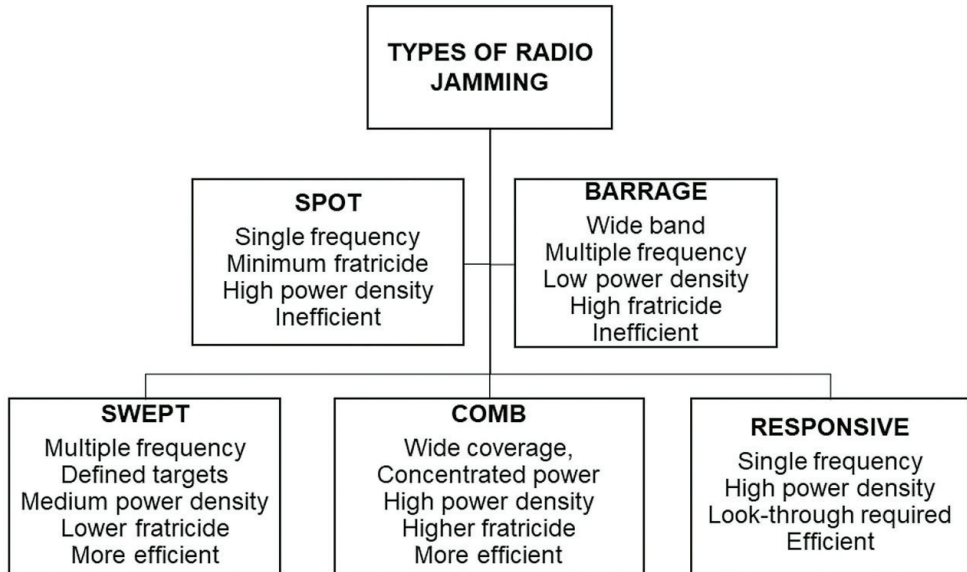 TYPES OF RADIO
JAMMING
SPOT
Single frequency
Minimum fratricide
High power density
Inefficient
BARRAGE
Wide band
Multiple frequency
Low power density
High fratricide
Inefficient
SWEPT
Multiple frequency
Defined targets
Medium power density
Lower fratricide
More efficient
COMB
Wide coverage,
Concentrated power
High power density
Higher fratricide
More efficient
RESPONSIVE
Single frequency
High power density
Look-through required
Efficient